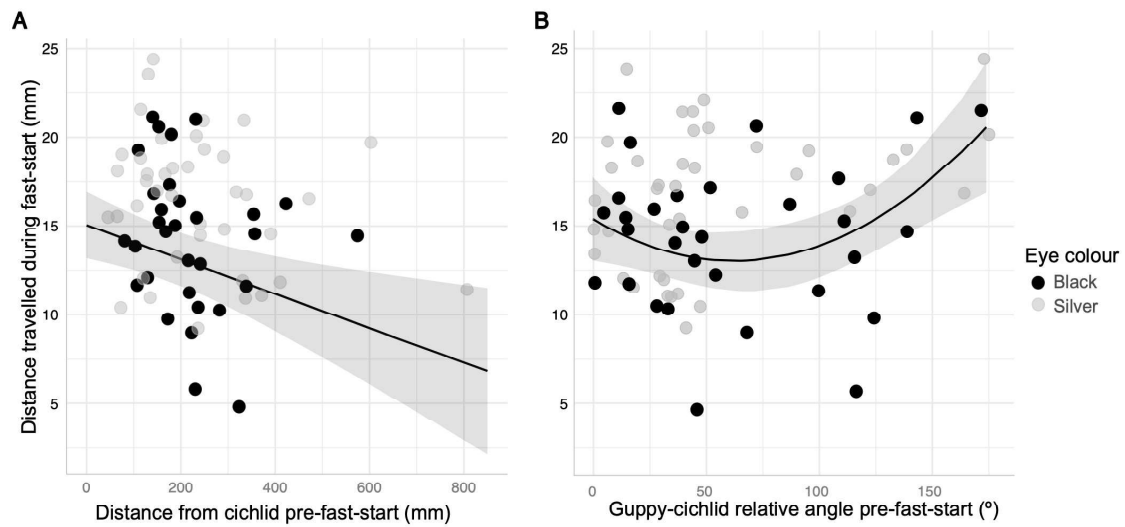 A
B
Distance travelled during fast-start (mm)
25
20
15
10
5
0
200
400
600
800
Distance from cichlid pre-fast-start (mm)
25
20
15
10
5
0
50
100
150
Guppy-cichlid relative angle pre-fast-start (º)
Eye colour
Black
Silver